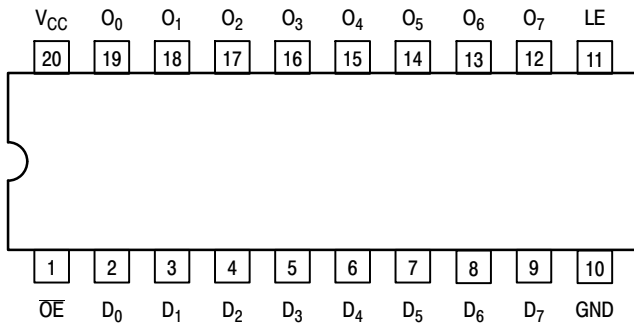 V_CC O₀ O₁ O₂ O₃ O₄ O₅ O₆ O₇ LE
20 19 18 17 16 15 14 13 12 11
1 2 3 4 5 6 7 8 9 10
O̅E̅ D₀ D₁ D₂ D₃ D₄ D₅ D₆ D₇ GND